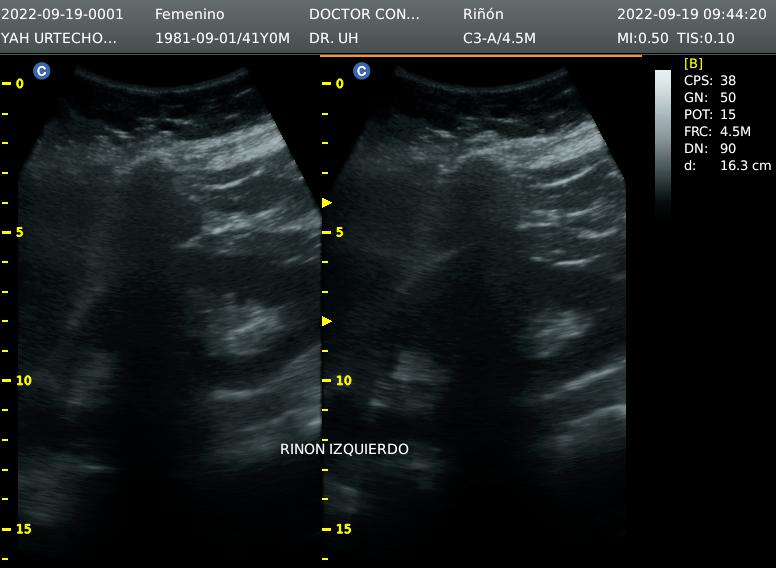 2022-09-19-0001 Femenino DOCTOR CON... Riñón 2022-09-19 09:44:20
YAH URTECHO... 1981-09-01/41Y0M DR. UH C3-A/4.5M MI:0.50 TIS:0.10
[B]
CPS: 38
GN: 50
POT: 15
FRC: 4.5M
DN: 90
d: 16.3 cm
C C
0 0
5 5
10 10
RINON IZQUIERDO
15 15